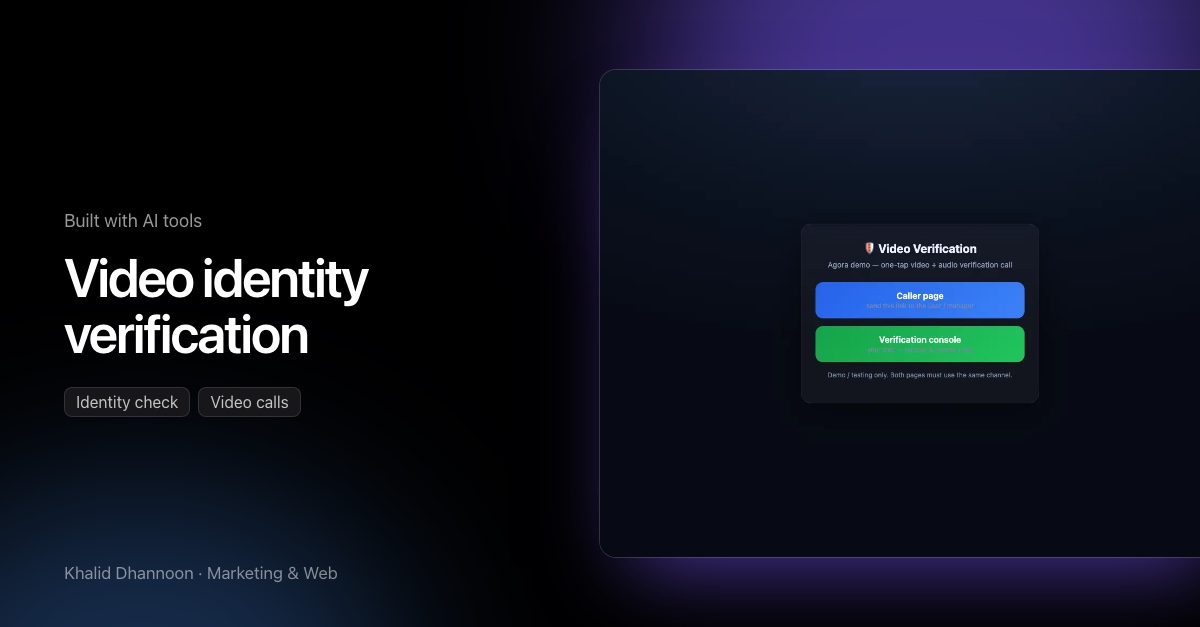 Built with AI tools
Video identity
verification
Identity check
Video calls
Khalid Dhannoon · Marketing & Web
Video Verification
Agora demo — one-tap video + audio verification call
Caller page
Verification console
Demo / testing only. Both pages must use the same channel.